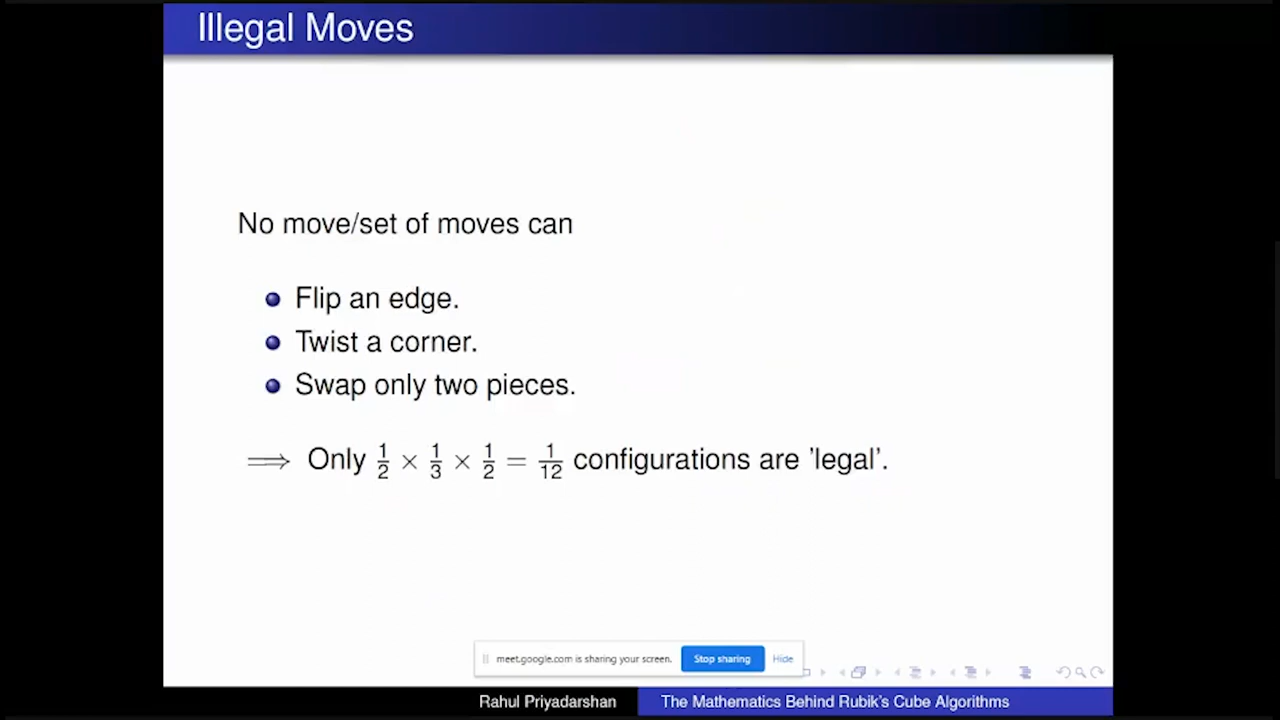 Illegal Moves
No move/set of moves can
Flip an edge.
Twist a corner.
Swap only two pieces.
⟹ Only 1/2 × 1/3 × 1/2 = 1/12 configurations are 'legal'.
meet.google.com is sharing your screen. Stop sharing Hide
Rahul Priyadarshan The Mathematics Behind Rubik's Cube Algorithms